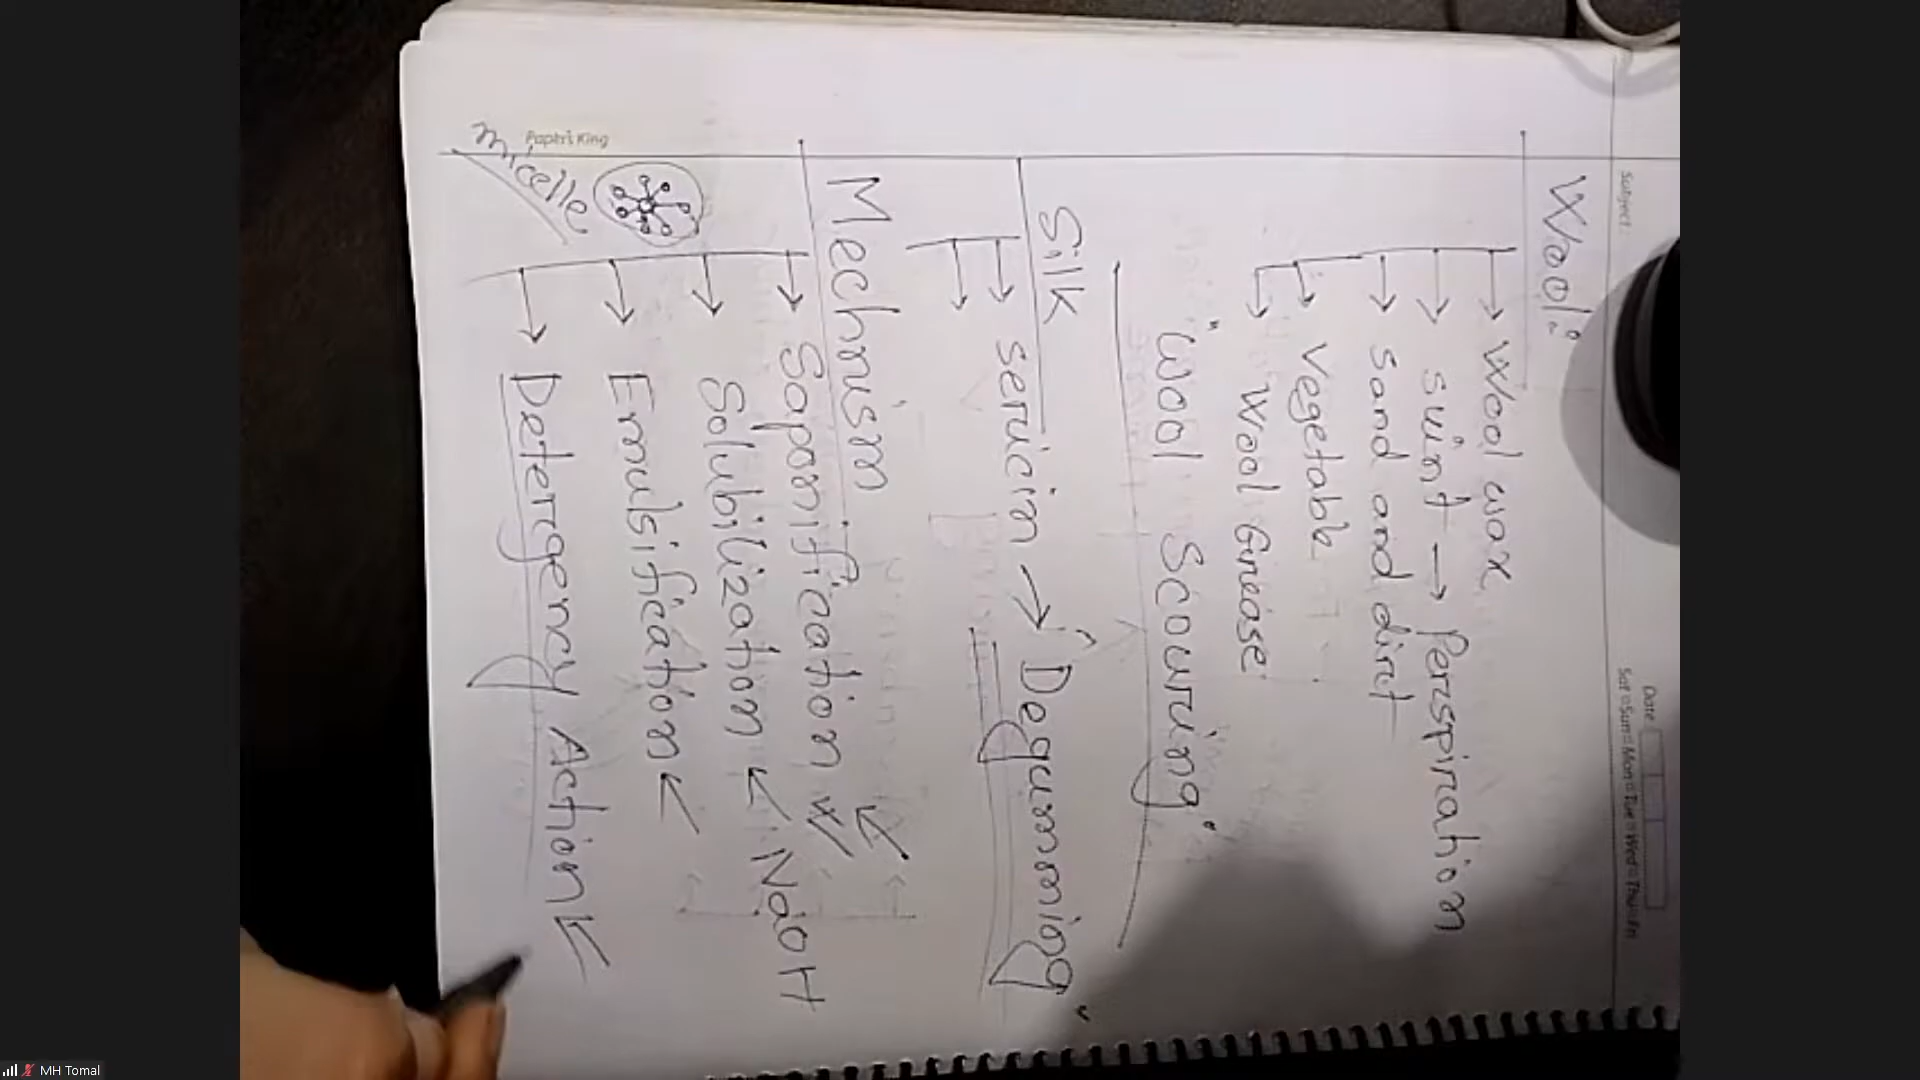 Subject
Date
Sat Sun Mon Tue Wed Thu Fri
Wool:
→ Wool wax
→ suint → Perspiration
→ sand and dirt
→ Vegetable
→ Wool Grease
"Wool Scouring"
Silk
→ sericin → "Degumming"
→
Mechnism
→ Saponification
→ Solubilization NaOH
→ Emulsification
→ Detergency Action
micelle
Papers King
MH Tomal